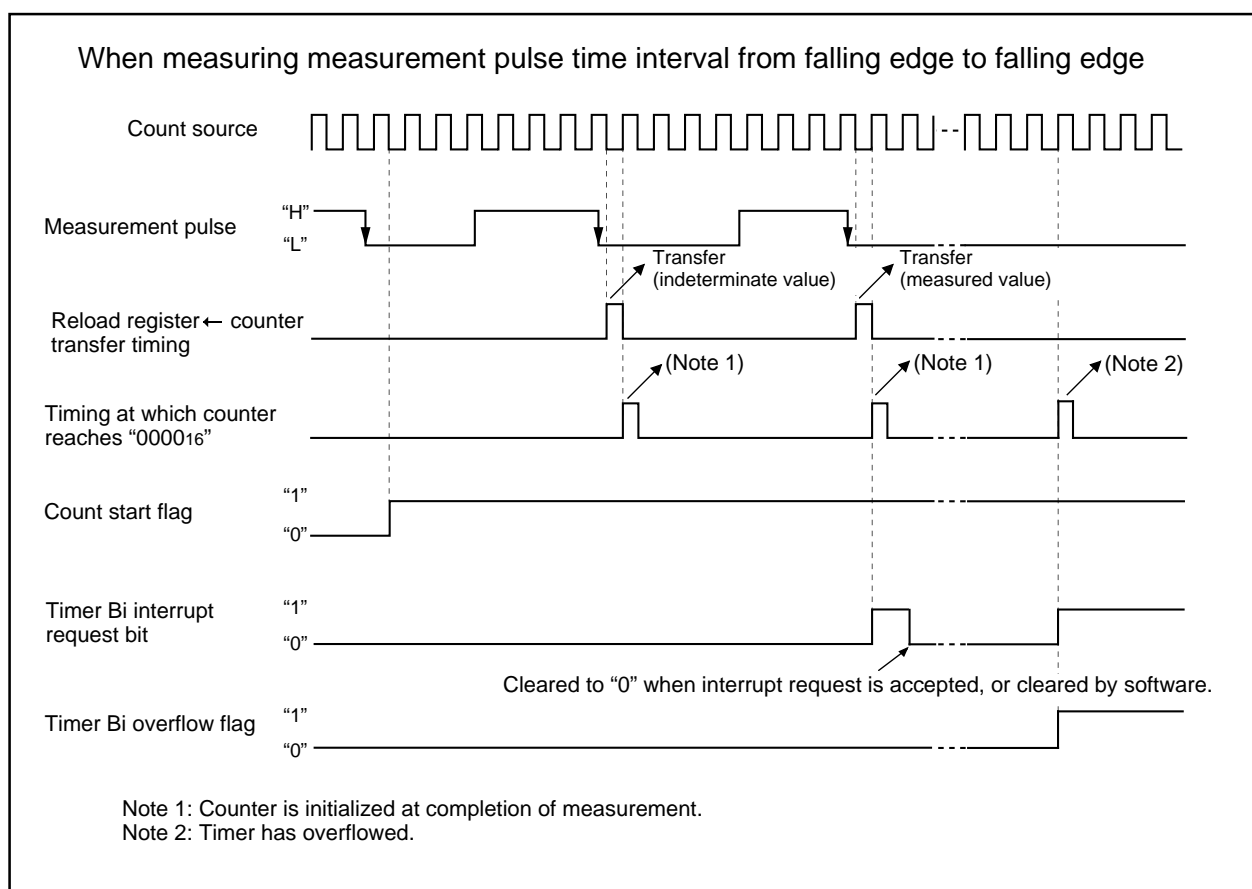 When measuring measurement pulse time interval from falling edge to falling edge
Count source
Measurement pulse
“H”
“L”
Transfer
(indeterminate value)
Transfer
(measured value)
Reload register ← counter
transfer timing
(Note 1)
(Note 1)
(Note 2)
Timing at which counter
reaches “000016”
Count start flag
“1”
“0”
Timer Bi interrupt
request bit
“1”
“0”
Cleared to “0” when interrupt request is accepted, or cleared by software.
Timer Bi overflow flag
“1”
“0”
Note 1: Counter is initialized at completion of measurement.
Note 2: Timer has overflowed.